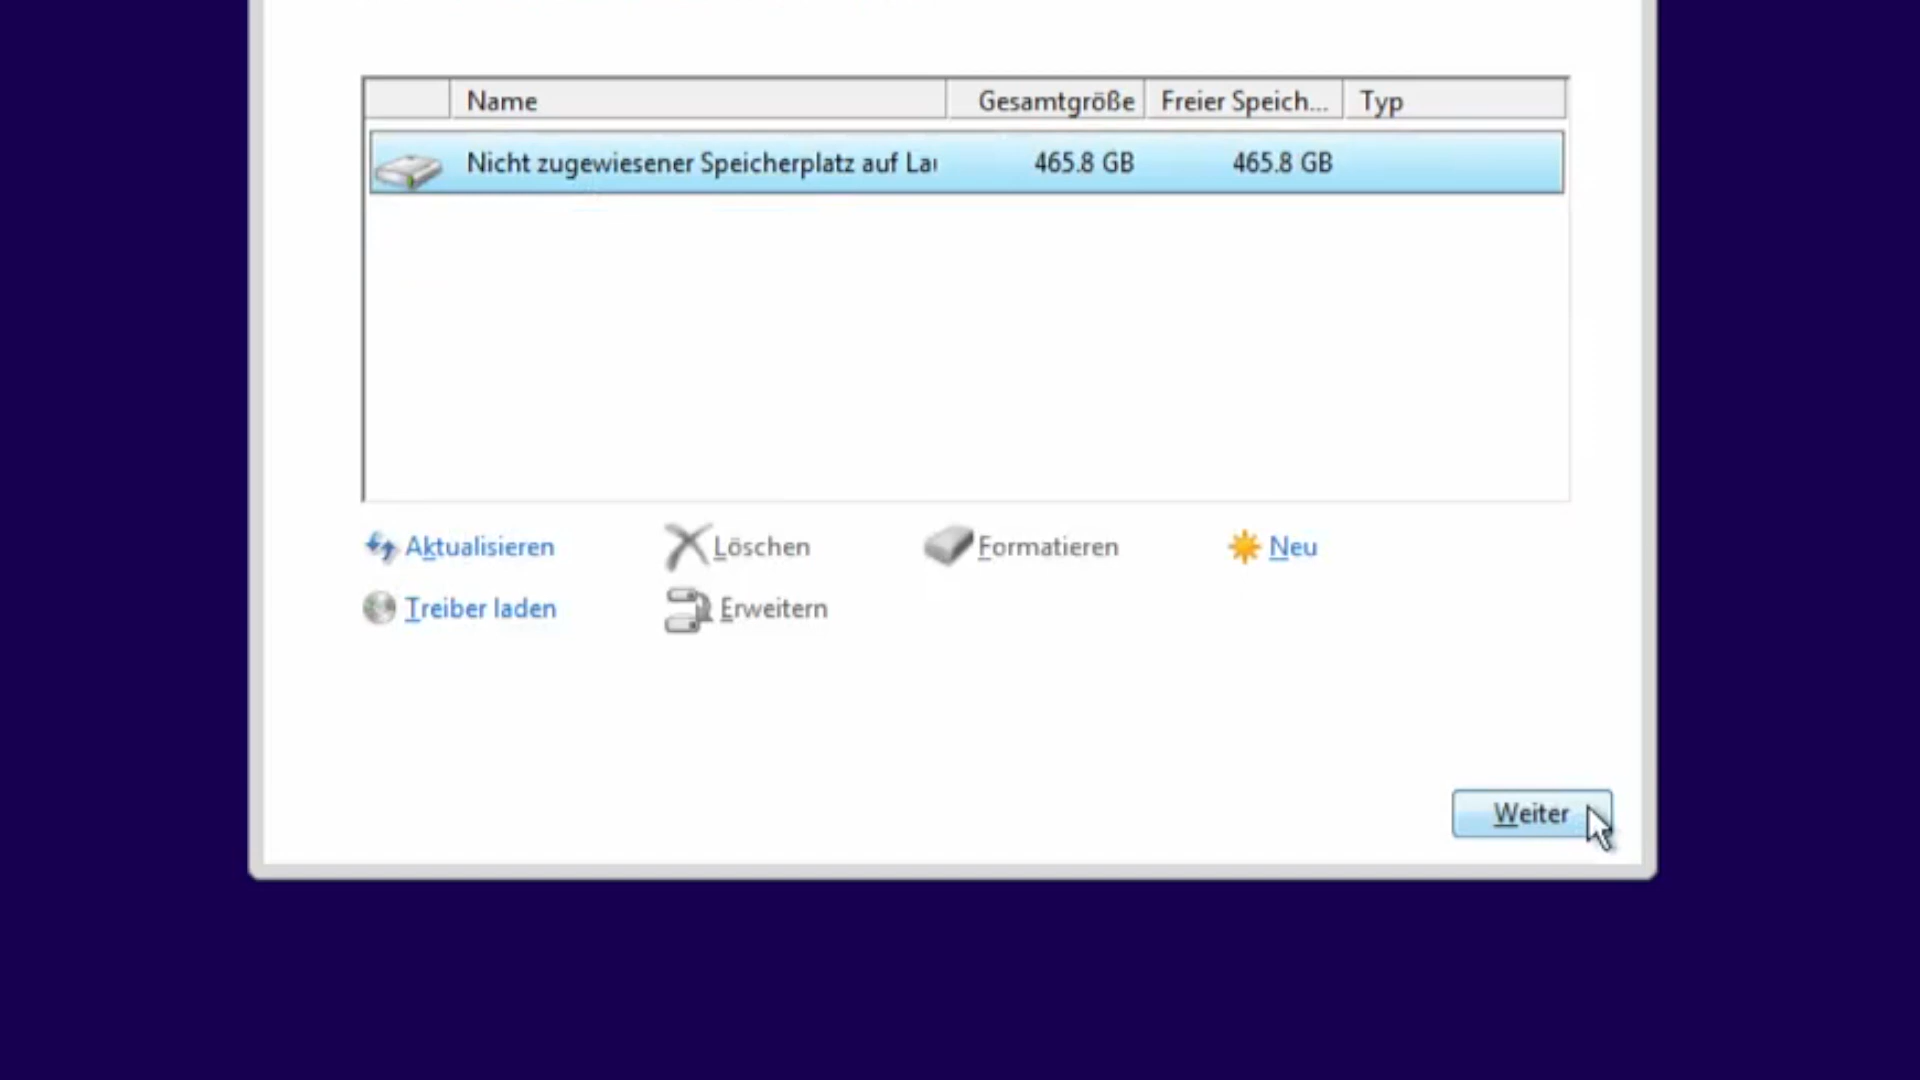 Name Gesamtgröße Freier Speich... Typ
Nicht zugewiesener Speicherplatz auf 465.8 GB 465.8 GB
Aktualisieren Löschen Formatieren Neu
Treiber laden Erweitern
Weiter